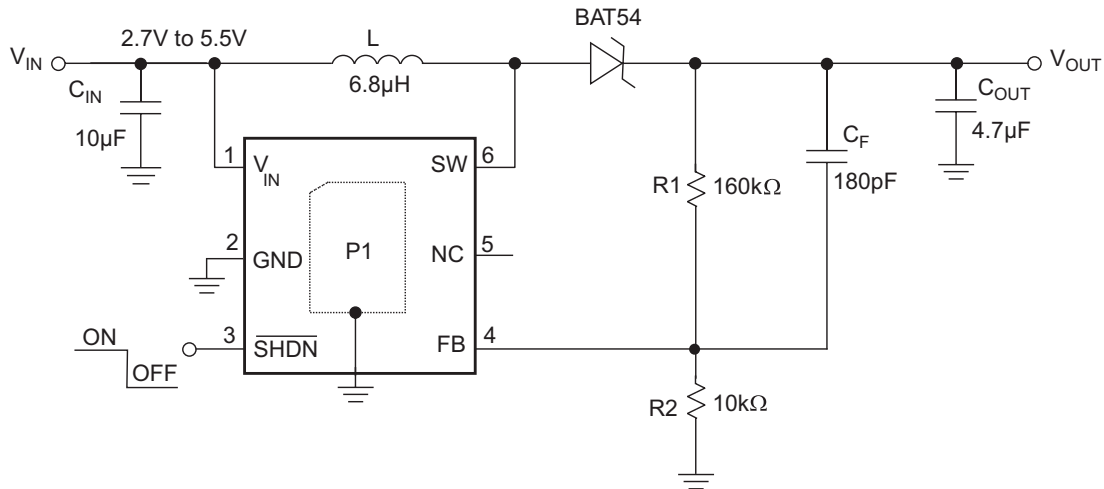 BAT54
V_IN
2.7V to 5.5V
L
V_OUT
C_IN
6.8µH
C_OUT
10µF
4.7µF
C_F
1
V_IN
SW
6
180pF
R1
160kΩ
2
GND
P1
NC
5
ON
3
SHDN
FB
4
OFF
R2
10kΩ